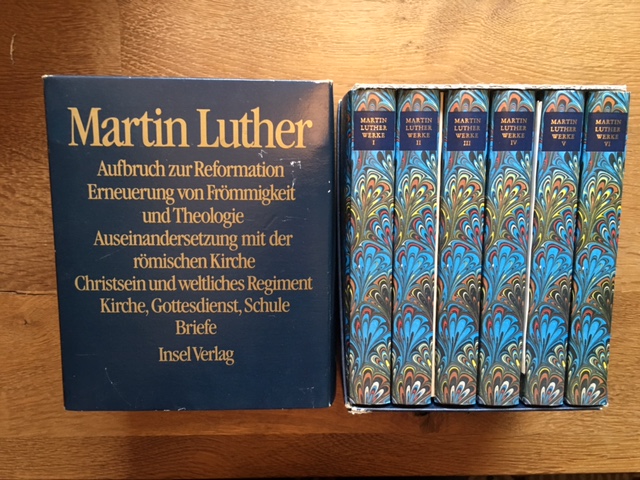 Martin Luther
Aufbruch zur Reformation
Erneuerung von Frömmigkeit
und Theologie
Auseinandersetzung mit der
römischen Kirche
Christsein und weltliches Regiment
Kirche, Gottesdienst, Schule
Briefe
Insel Verlag
MARTIN
LUTHER
WERKE
I
MARTIN
LUTHER
WERKE
II
MARTIN
LUTHER
WERKE
III
MARTIN
LUTHER
WERKE
IV
MARTIN
LUTHER
WERKE
V
MARTIN
LUTHER
WERKE
VI